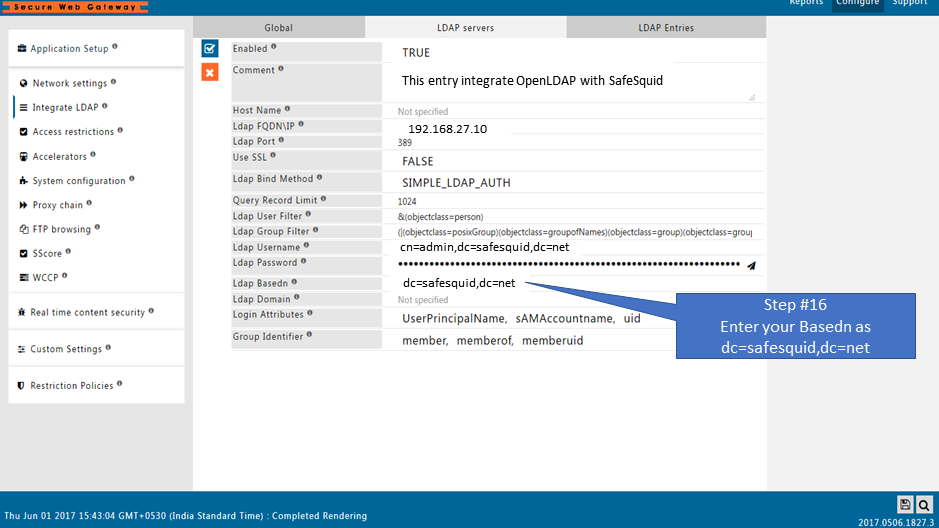 Secure Web Gateway
Reports Configure Support
Global LDAP servers LDAP Entries
Application Setup
Network settings
Integrate LDAP
Access restrictions
Accelerators
System configuration
Proxy chain
FTP browsing
SScore
WCCP
Real time content security
Custom Settings
Restriction Policies
Enabled TRUE
Comment This entry integrate OpenLDAP with SafeSquid
Host Name Not specified
Ldap FQDN\IP 192.168.27.10
Ldap Port 389
Use SSL FALSE
Ldap Bind Method SIMPLE_LDAP_AUTH
Query Record Limit 1024
Ldap User Filter &(objectclass=person)
Ldap Group Filter (|(objectclass=posixGroup)(objectclass=groupofNames)(objectclass=group)(objectclass=grou
Ldap Username cn=admin,dc=safesquid,dc=net
Ldap Password
Ldap Basedn dc=safesquid,dc=net
Ldap Domain Not specified
Login Attributes UserPrincipalName, sAMAccountname, uid
Group Identifier member, memberof, memberuid
Step #16
Enter your Basedn as
dc=safesquid,dc=net
Thu Jun 01 2017 15:43:04 GMT+0530 (India Standard Time) : Completed Rendering
2017.0506.1827.3